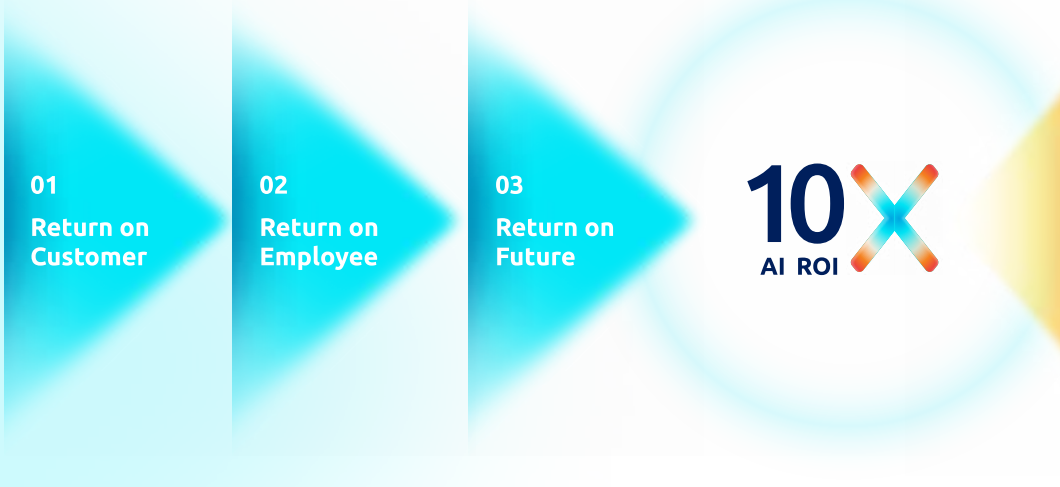 01
Return on
Customer
02
Return on
Employee
03
Return on
Future
10X
AI ROI